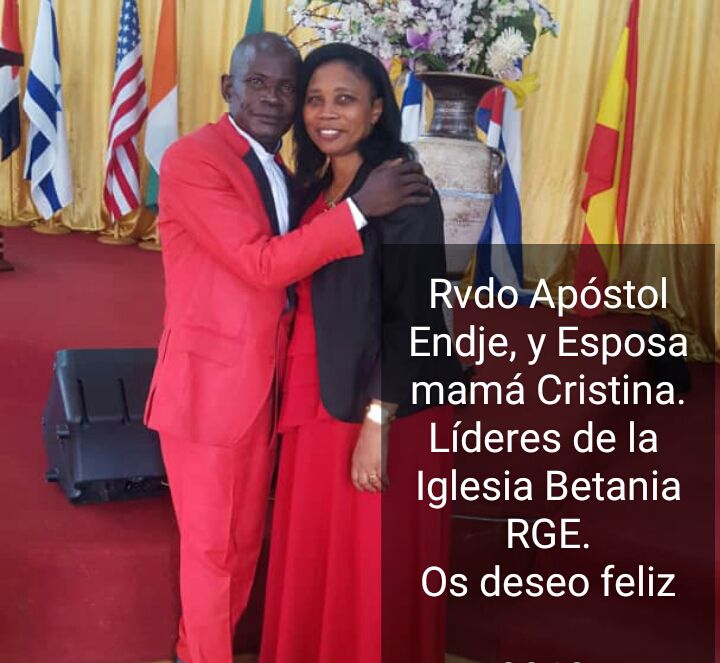 Rvdo Apóstol
Endje, y Esposa
mamá Cristina.
Líderes de la
Iglesia Betania
RGE.
Os deseo feliz